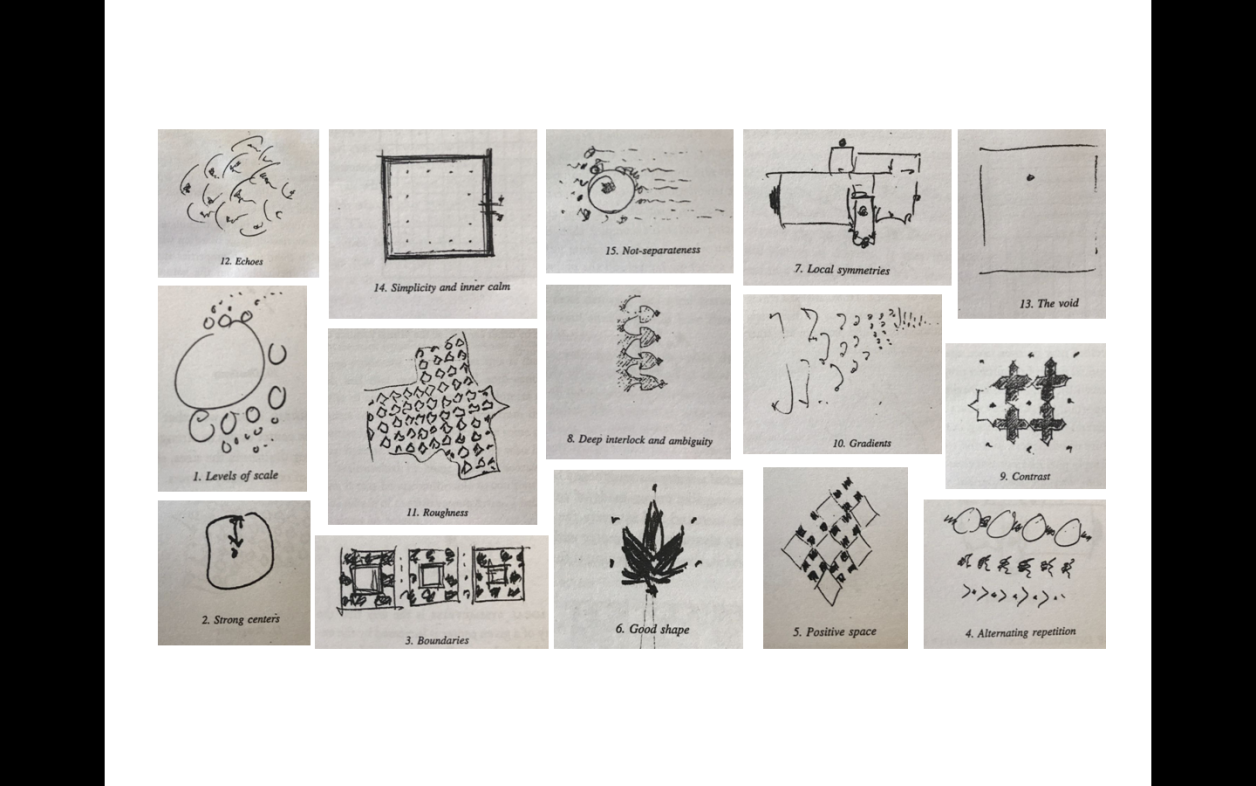 12. Echoes
14. Simplicity and inner calm
15. Not-separateness
7. Local symmetries
13. The void
1. Levels of scale
11. Roughness
8. Deep interlock and ambiguity
10. Gradients
9. Contrast
2. Strong centers
3. Boundaries
6. Good shape
5. Positive space
4. Alternating repetition